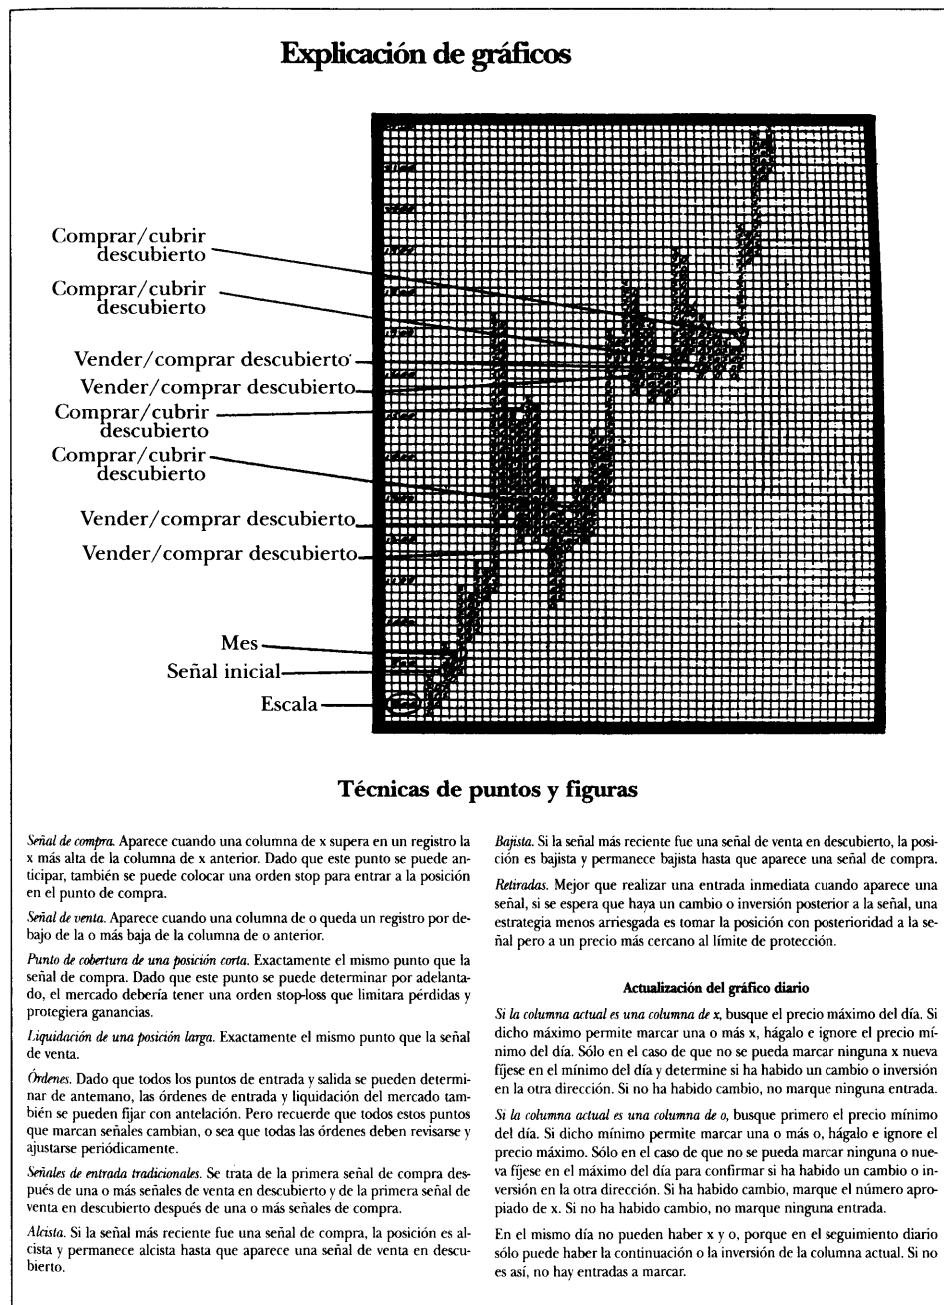 Explicación de gráficos
Comprar/cubrir
descubierto
Comprar/cubrir
descubierto
Vender/comprar descubierto
Vender/comprar descubierto
Comprar/cubrir
descubierto
Comprar/cubrir
descubierto
Vender/comprar descubierto
Vender/comprar descubierto
Mes
Señal inicial
Escala
Técnicas de puntos y figuras
Señal de compra. Aparece cuando una columna de x supera en un registro la
x más alta de la columna de x anterior. Dado que este punto se puede an-
ticipar, también se puede colocar una orden stop para entrar a la posición
en el punto de compra.
Señal de venta. Aparece cuando una columna de o queda un registro por de-
bajo de la o más baja de la columna de o anterior.
Punto de cobertura de una posición corta. Exactamente el mismo punto que la
señal de compra. Dado que este punto se puede determinar por adelanta-
do, el mercado debería tener una orden stop-loss que limitara pérdidas y
protegiera ganancias.
Liquidación de una posición larga. Exactamente el mismo punto que la señal
de venta.
Órdenes. Dado que todos los puntos de entrada y salida se pueden determi-
nar de antemano, las órdenes de entrada y liquidación del mercado tam-
bién se pueden fijar con antelación. Pero recuerde que todos estos puntos
que marcan señales cambian, o sea que todas las órdenes deben revisarse y
ajustarse periódicamente.
Señales de entrada tradicionales. Se trata de la primera señal de compra des-
pués de una o más señales de venta en descubierto y de la primera señal de
venta en descubierto después de una o más señales de compra.
Alcista. Si la señal más reciente fue una señal de compra, la posición es al-
cista y permanece alcista hasta que aparece una señal de venta en descu-
bierto.
Bajista. Si la señal más reciente fue una señal de venta en descubierto, la posi-
ción es bajista y permanece bajista hasta que aparece una señal de compra.
Retiradas. Mejor que realizar una entrada inmediata cuando aparece una
señal, si se espera que haya un cambio o inversión posterior a la señal, una
estrategia menos arriesgada es tomar la posición con posterioridad a la se-
ñal pero a un precio más cercano al límite de protección.
Actualización del gráfico diario
Si la columna actual es una columna de x, busque el precio máximo del día. Si
dicho máximo permite marcar una o más x, hágalo e ignore el precio mí-
nimo del día. Sólo en el caso de que no se pueda marcar ninguna x nueva
fíjese en el mínimo del día y determine si ha habido un cambio o inversión
en la otra dirección. Si no ha habido cambio, no marque ninguna entrada.
Si la columna actual es una columna de o, busque primero el precio mínimo
del día. Si dicho mínimo permite marcar una o más o, hágalo e ignore el
precio máximo. Sólo en el caso de que no se pueda marcar ninguna o nue-
va fíjese en el máximo del día para confirmar si ha habido un cambio o in-
versión en la otra dirección. Si ha habido cambio, marque el número apro-
piado de x. Si no ha habido cambio, no marque ninguna entrada.
En el mismo día no pueden haber x y o, porque en el seguimiento diario
sólo puede haber la continuación o la inversión de la columna actual. Si no
es así, no hay entradas a marcar.